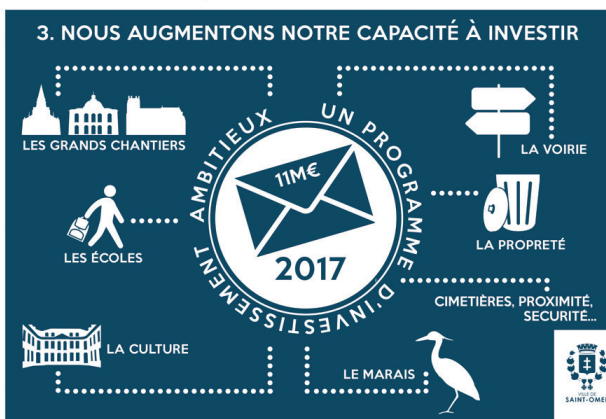 3. NOUS AUGMENTONS NOTRE CAPACITÉ À INVESTIR
UN PROGRAMME D'INVESTISSEMENT AMBITIEUX
11M€
2017
LES GRANDS CHANTIERS
LA VOIRIE
LES ÉCOLES
LA PROPRETÉ
CIMETIÈRES, PROXIMITÉ,
SECURITÉ...
LA CULTURE
LE MARAIS
VILLE DE
SAINT-OMER